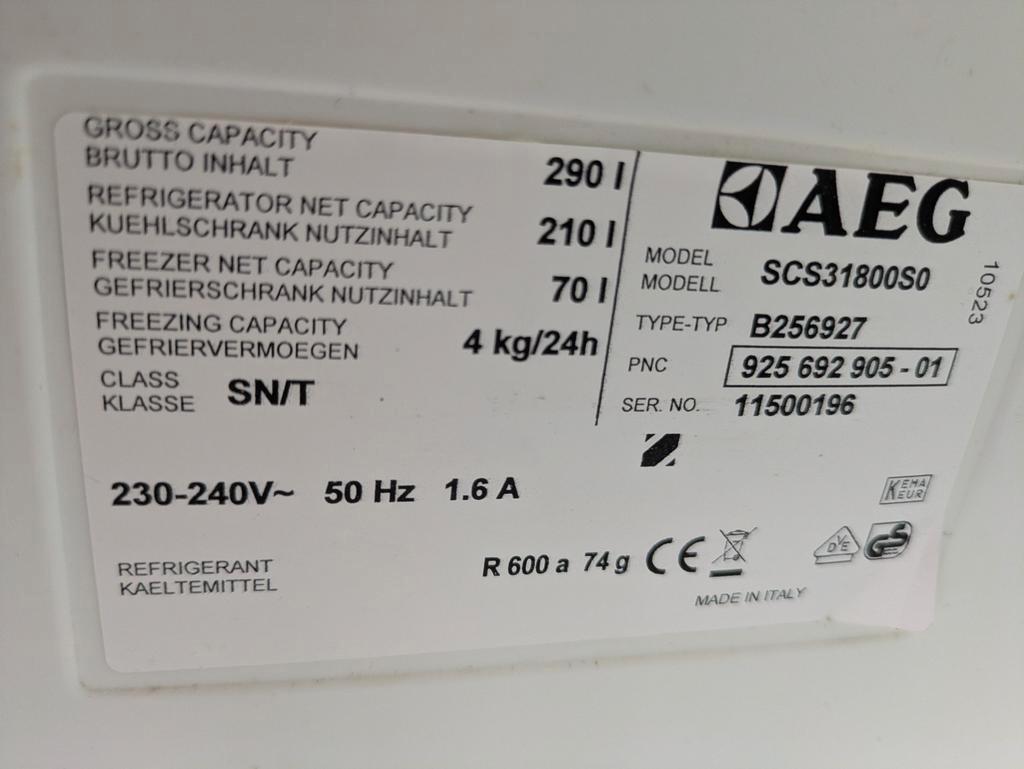 GROSS CAPACITY
BRUTTO INHALT 290 l
REFRIGERATOR NET CAPACITY
KUEHLSCHRANK NUTZINHALT 210 l
FREEZER NET CAPACITY
GEFRIERSCHRANK NUTZINHALT 70 l
FREEZING CAPACITY
GEFRIERVERMOEGEN 4 kg/24h
CLASS
KLASSE SN/T
AEG
MODEL
MODELL SCS31800S0
TYPE-TYP B256927
PNC 925 692 905 - 01
SER. NO. 11500196
10523
230-240V~ 50 Hz 1.6 A
KEMA
EUR
REFRIGERANT
KAELTEMITTEL
R 600 a 74 g CE
DVE GS
MADE IN ITALY